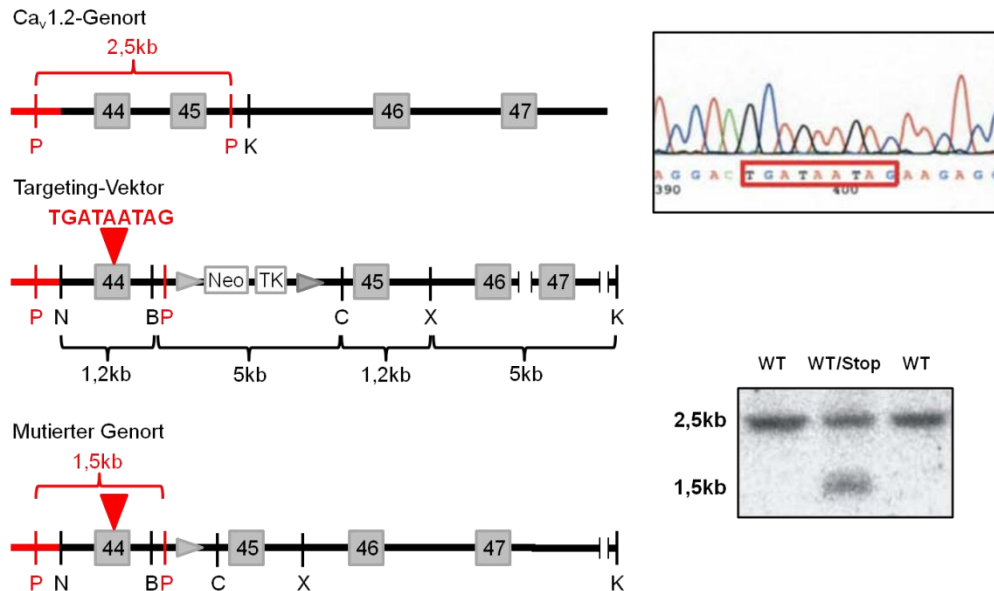 Cav1.2-Genort
2,5kb
44 45 46 47
P P K
Targeting-Vektor
TGATAATAG
44 Neo TK 45 46 47
P N B P C X K
1,2kb 5kb 1,2kb 5kb
Mutierter Genort
1,5kb
44 45 46 47
P N B P C X K
A G G A C T G A T A A T A G A A G A G
390 400
WT WT/Stop WT
2,5kb
1,5kb